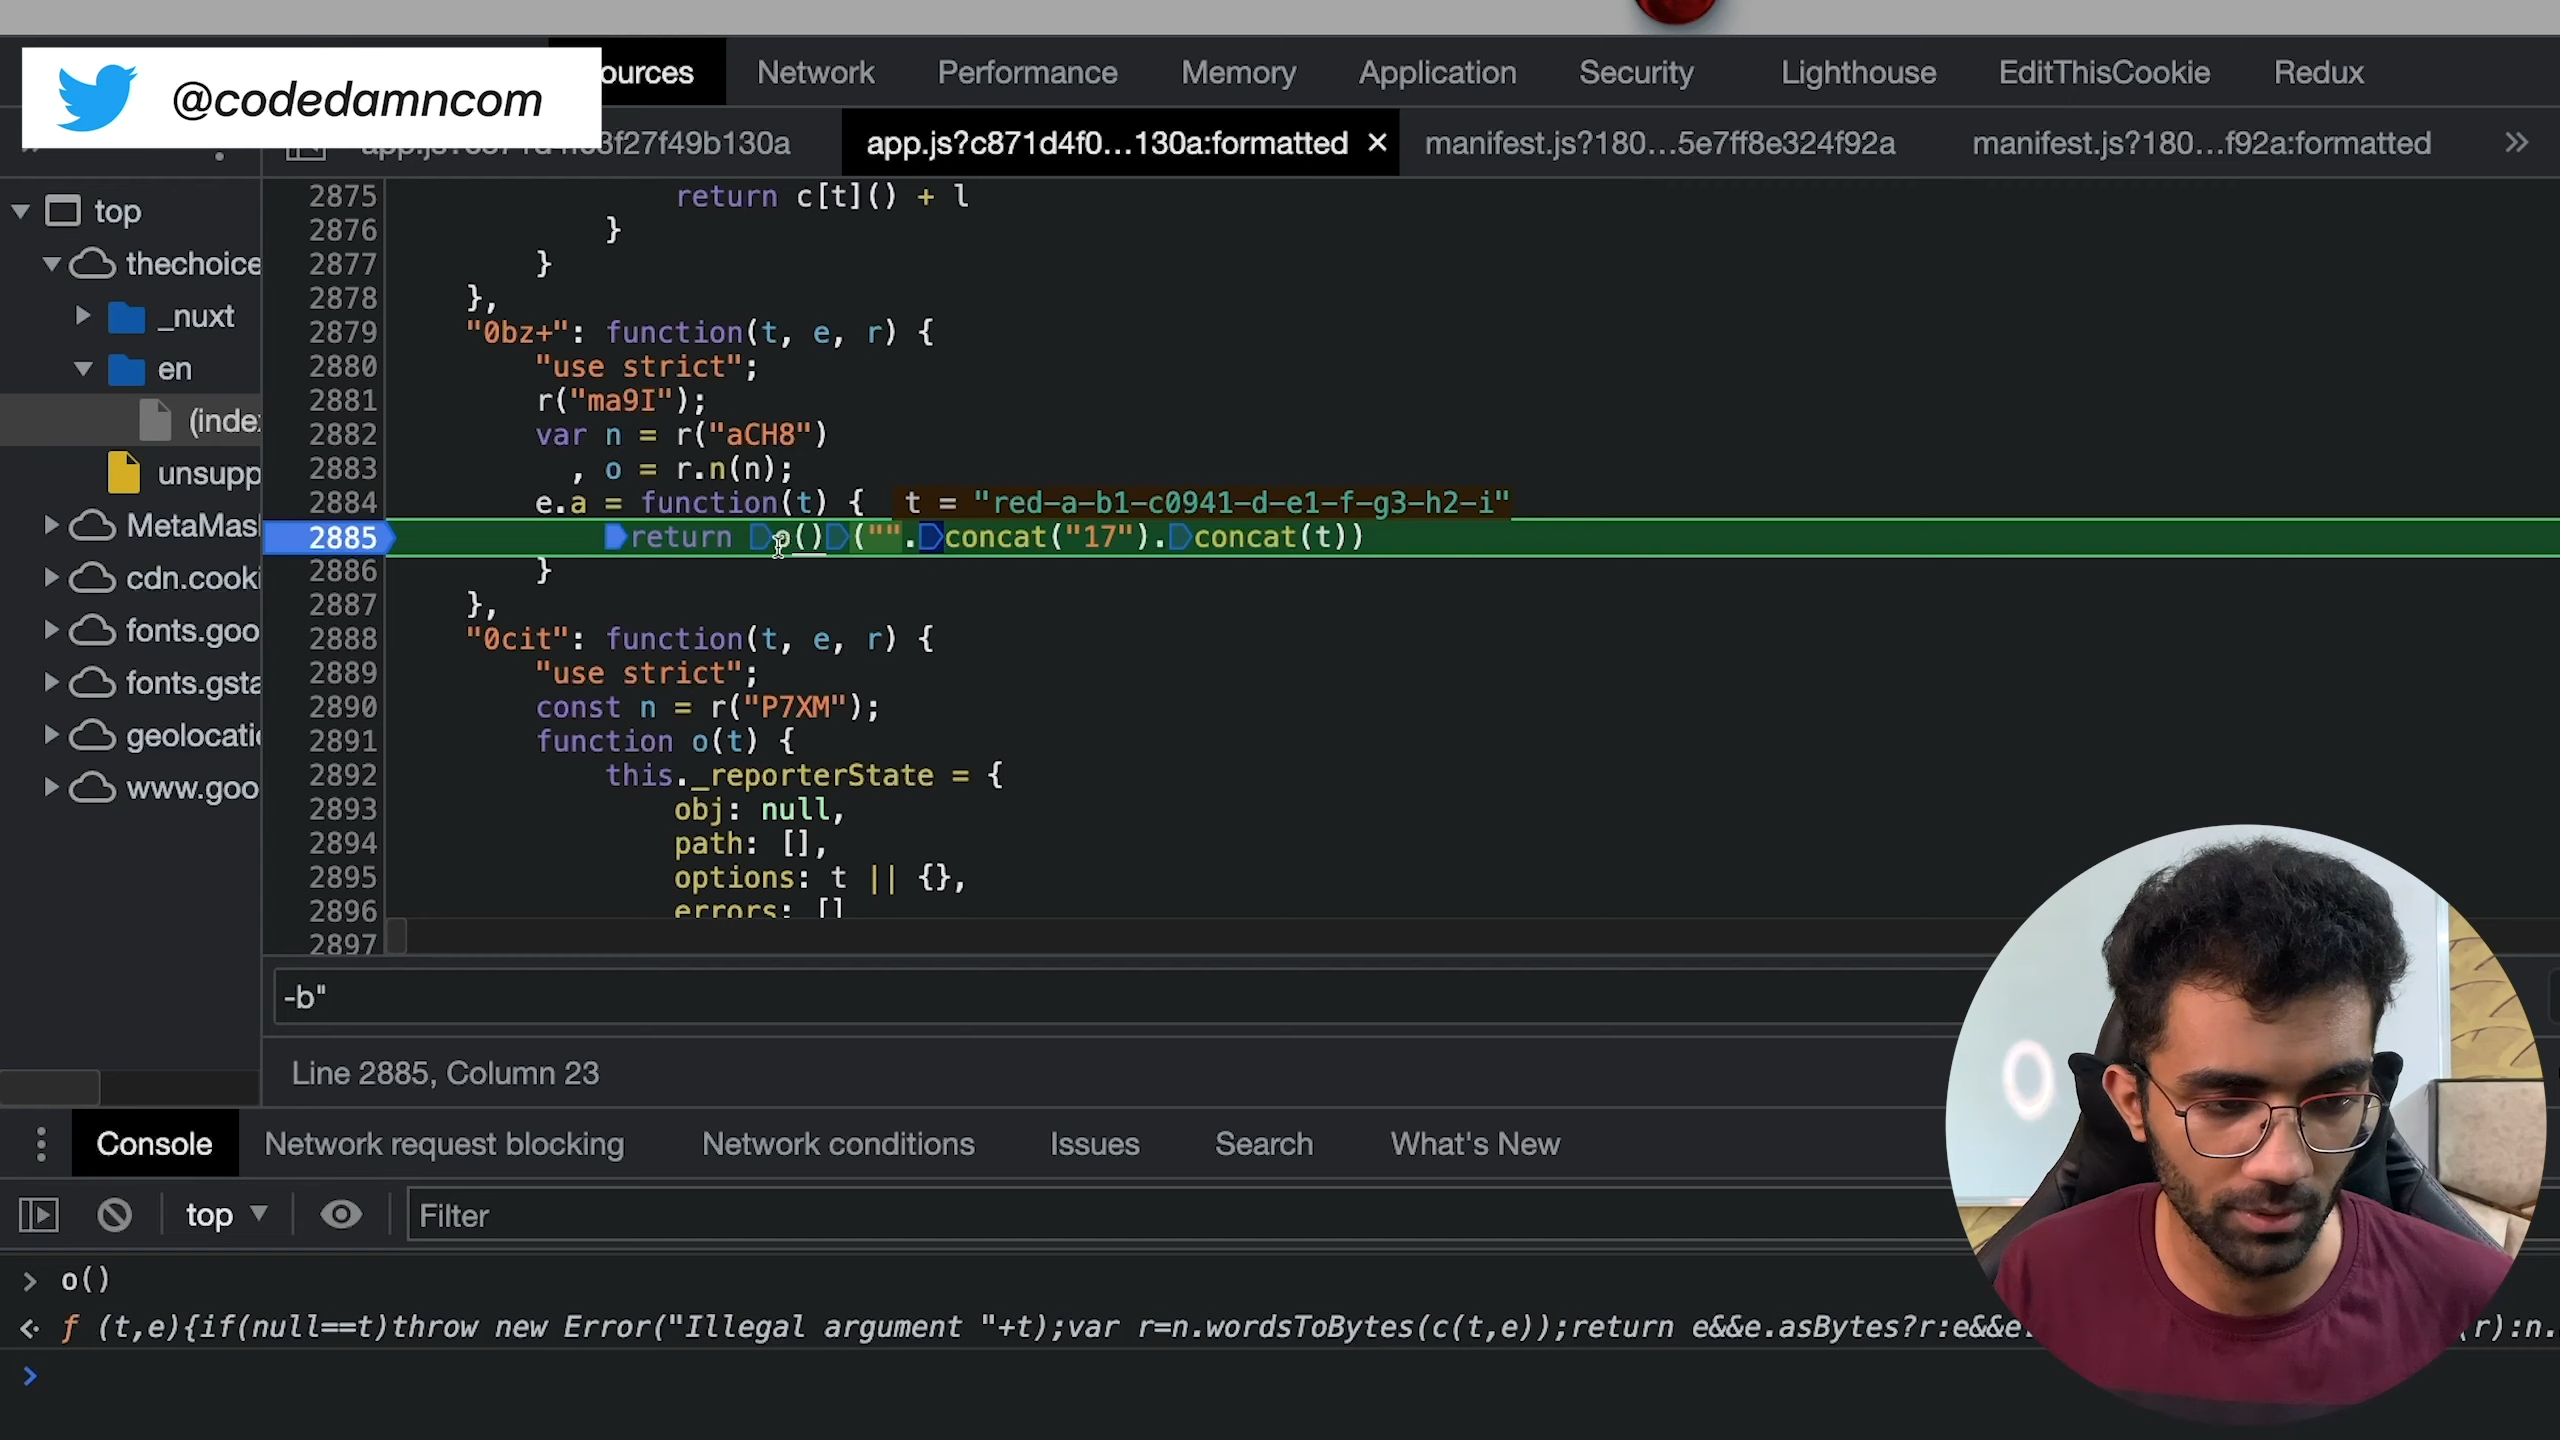 @codedamncom
ources
Network
Performance
Memory
Application
Security
Lighthouse
EditThisCookie
Redux
3f27f49b130a
app.js?c871d4f0…130a:formatted ×
manifest.js?180…5e7ff8e324f92a
manifest.js?180…f92a:formatted
»
top
thechoice
_nuxt
en
(inde
unsupp
MetaMas
cdn.cooki
fonts.goo
fonts.gsta
geolocatic
www.goo
2875 return c[t]() + l
2876 }
2877 }
2878 },
2879 "0bz+": function(t, e, r) {
2880 "use strict";
2881 r("ma9I");
2882 var n = r("aCH8")
2883 , o = r.n(n);
2884 e.a = function(t) { t = "red-a-b1-c0941-d-e1-f-g3-h2-i"
2885 return o()("".concat("17").concat(t))
2886 }
2887 },
2888 "0cit": function(t, e, r) {
2889 "use strict";
2890 const n = r("P7XM");
2891 function o(t) {
2892 this._reporterState = {
2893 obj: null,
2894 path: [],
2895 options: t || {},
2896 errors: []
2897
-b"
Line 2885, Column 23
Console
Network request blocking
Network conditions
Issues
Search
What's New
top ▼
Filter
> o()
ƒ (t,e){if(null==t)throw new Error("Illegal argument "+t);var r=n.wordsToBytes(c(t,e));return e&&e.asBytes?r:e&&e. (r):n.
>